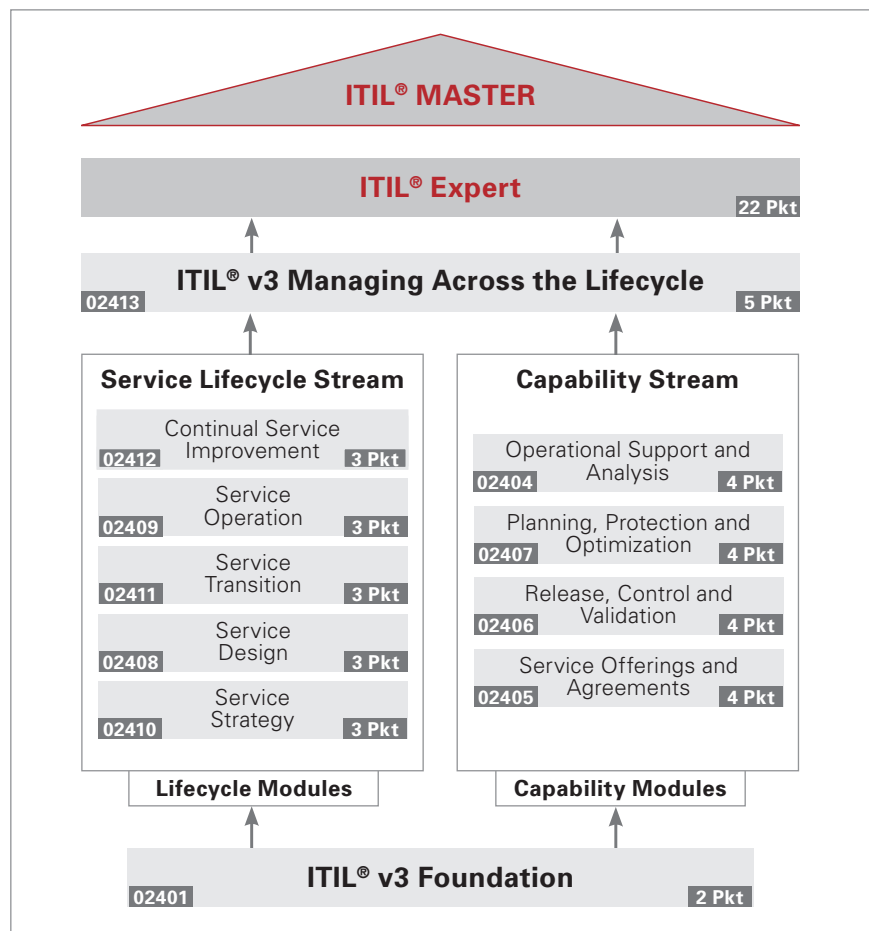 ITIL® MASTER
ITIL® Expert
22 Pkt
ITIL® v3 Managing Across the Lifecycle
02413
5 Pkt
Service Lifecycle Stream
Continual Service
Improvement
02412
3 Pkt
Service
Operation
02409
3 Pkt
Service
Transition
02411
3 Pkt
Service
Design
02408
3 Pkt
Service
Strategy
02410
3 Pkt
Lifecycle Modules
Capability Stream
Operational Support and
Analysis
02404
4 Pkt
Planning, Protection and
Optimization
02407
4 Pkt
Release, Control and
Validation
02406
4 Pkt
Service Offerings and
Agreements
02405
4 Pkt
Capability Modules
ITIL® v3 Foundation
02401
2 Pkt